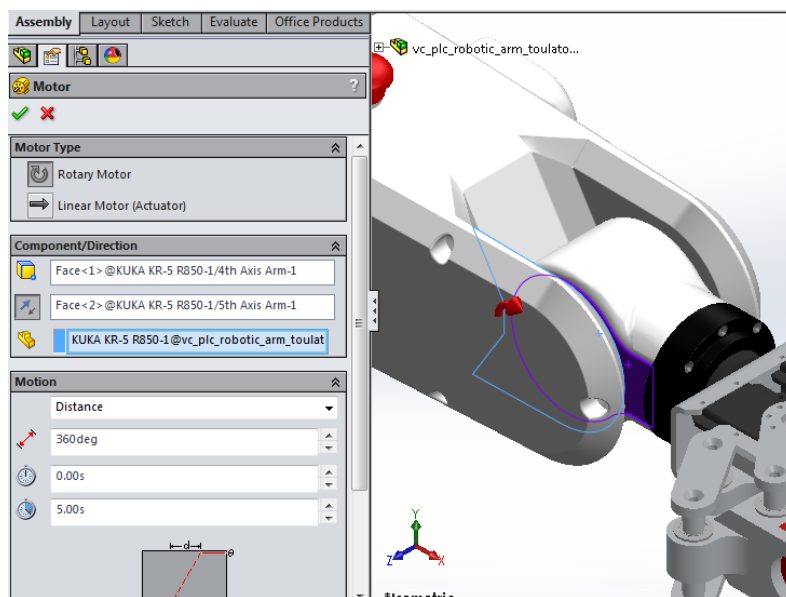 Assembly Layout Sketch Evaluate Office Products
vc_plc_robotic_arm_toulato...
Motor ?
Motor Type
Rotary Motor
Linear Motor (Actuator)
Component/Direction
Face<1>@KUKA KR-5 R850-1/4th Axis Arm-1
Face<2>@KUKA KR-5 R850-1/5th Axis Arm-1
KUKA KR-5 R850-1@vc_plc_robotic_arm_toulat
Motion
Distance
360deg
0.00s
5.00s
d
θ
Y
Z X
*Isometric